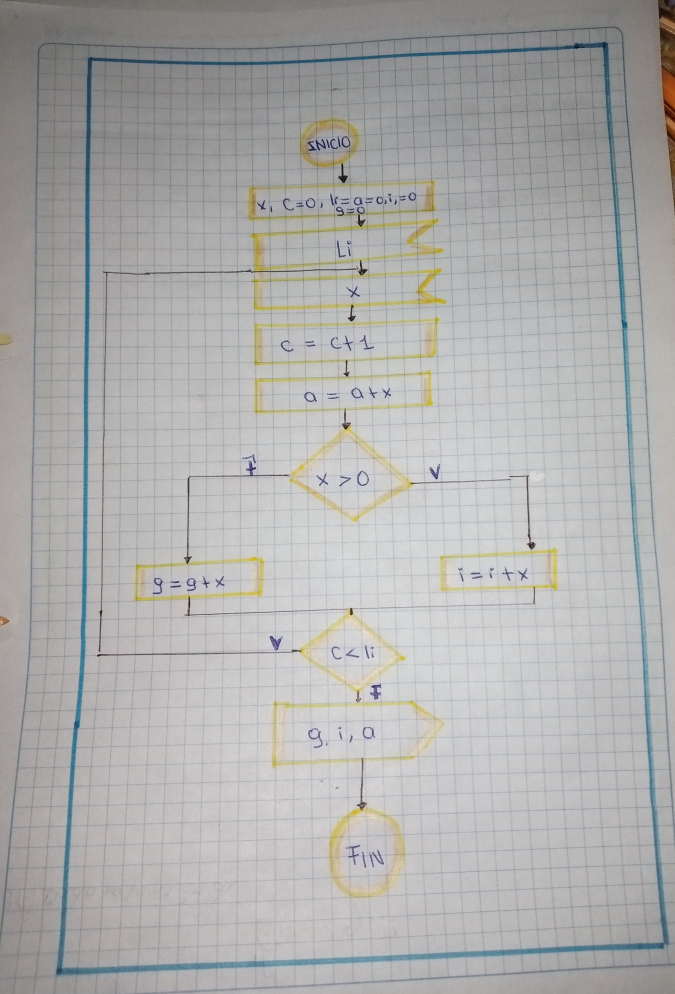 INICIO
x, C=0, li=a=0,i,=0
g=0
Li
x
c = c+1
a = a+x
x > 0
F
V
g=g+x
i=i+x
c < li
V
F
g. i, a
FIN